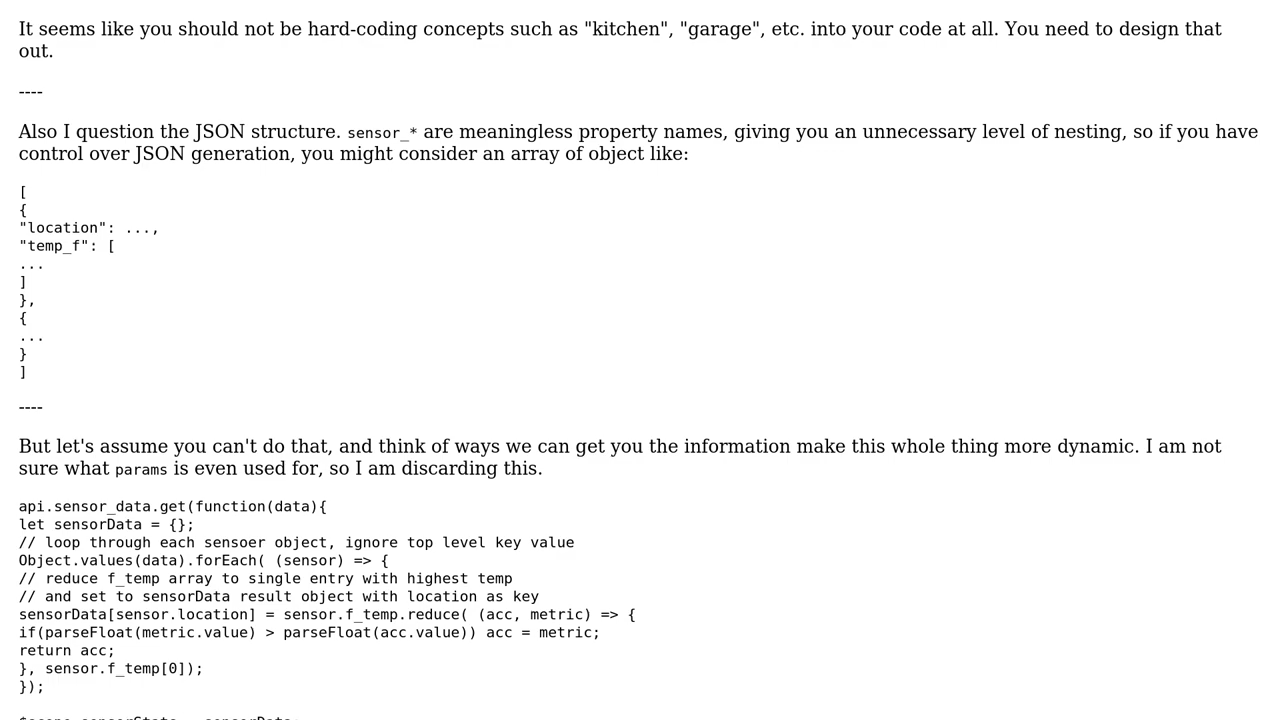 It seems like you should not be hard-coding concepts such as "kitchen", "garage", etc. into your code at all. You need to design that
out.
----
Also I question the JSON structure. sensor_* are meaningless property names, giving you an unnecessary level of nesting, so if you have
control over JSON generation, you might consider an array of object like:
[
{
"location": ...,
"temp_f": [
...
]
},
{
...
}
]
----
But let's assume you can't do that, and think of ways we can get you the information make this whole thing more dynamic. I am not
sure what params is even used for, so I am discarding this.
api.sensor_data.get(function(data){
let sensorData = {};
// loop through each sensoer object, ignore top level key value
Object.values(data).forEach( (sensor) => {
// reduce f_temp array to single entry with highest temp
// and set to sensorData result object with location as key
sensorData[sensor.location] = sensor.f_temp.reduce( (acc, metric) => {
if(parseFloat(metric.value) > parseFloat(acc.value)) acc = metric;
return acc;
}, sensor.f_temp[0]);
});